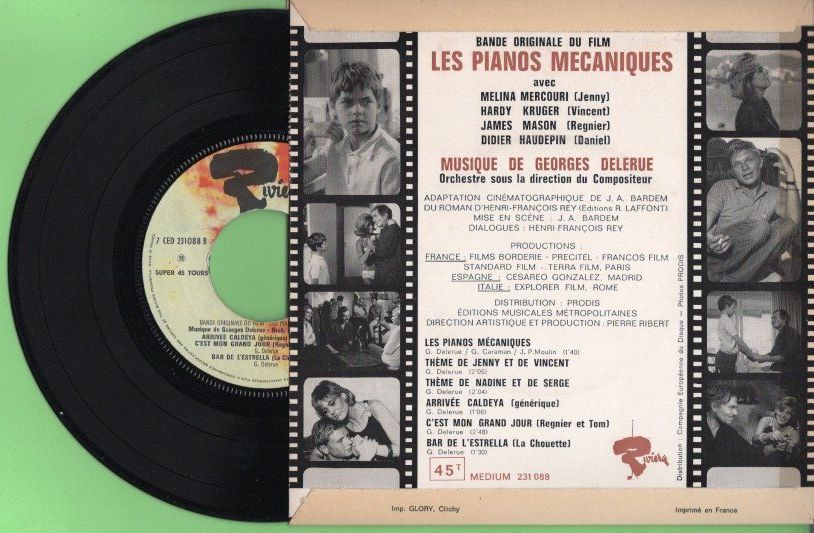 BANDE ORIGINALE DU FILM
LES PIANOS MECANIQUES
avec
MELINA MERCOURI (Jenny)
HARDY KRUGER (Vincent)
JAMES MASON (Regnier)
DIDIER HAUDEPIN (Daniel)
MUSIQUE DE GEORGES DELERUE
Orchestre sous la direction du Compositeur
ADAPTATION CINÉMATOGRAPHIQUE DE J. A. BARDEM
DU ROMAN D'HENRI-FRANÇOIS REY (Editions R. LAFFONT)
MISE EN SCÈNE : J. A. BARDEM
DIALOGUES : HENRI-FRANÇOIS REY
PRODUCTIONS :
FRANCE : FILMS BORDERIE - PRECITEL - FRANCOS FILM
STANDARD FILM - TERRA FILM, PARIS
ESPAGNE : CESAREO GONZALEZ, MADRID
ITALIE : EXPLORER FILM, ROME
DISTRIBUTION : PRODIS
ÉDITIONS MUSICALES MÉTROPOLITAINES
DIRECTION ARTISTIQUE ET PRODUCTION : PIERRE RIBERT
LES PIANOS MÉCANIQUES
G. Delerue / G. Caraman / J. P. Moulin (1'40)
THÈME DE JENNY ET DE VINCENT
G. Delerue (2'05)
THÈME DE NADINE ET DE SERGE
G. Delerue (2'04)
ARRIVÉE CALDEYA (générique)
G. Delerue (1'06)
C'EST MON GRAND JOUR (Regnier et Tom)
G. Delerue (2'48)
BAR DE L'ESTRELLA (La Chouette)
G. Delerue (1'30)
45 T MEDIUM 231 088
Riviera
Distribution : Compagnie Européenne du Disque — Photos PRODIS
Imp. GLORY, Clichy
Imprimé en France
Riviera
7 CED 231088 B
M
SUPER 45 TOURS
BANDE ORIGINALE DU FILM
Musique de Georges Delerue - Orch.
ARRIVÉE CALDEYA (générique)
C'EST MON GRAND JOUR (Regnier
G. Delerue
BAR DE L'ESTRELLA (La Chou
G. Delerue